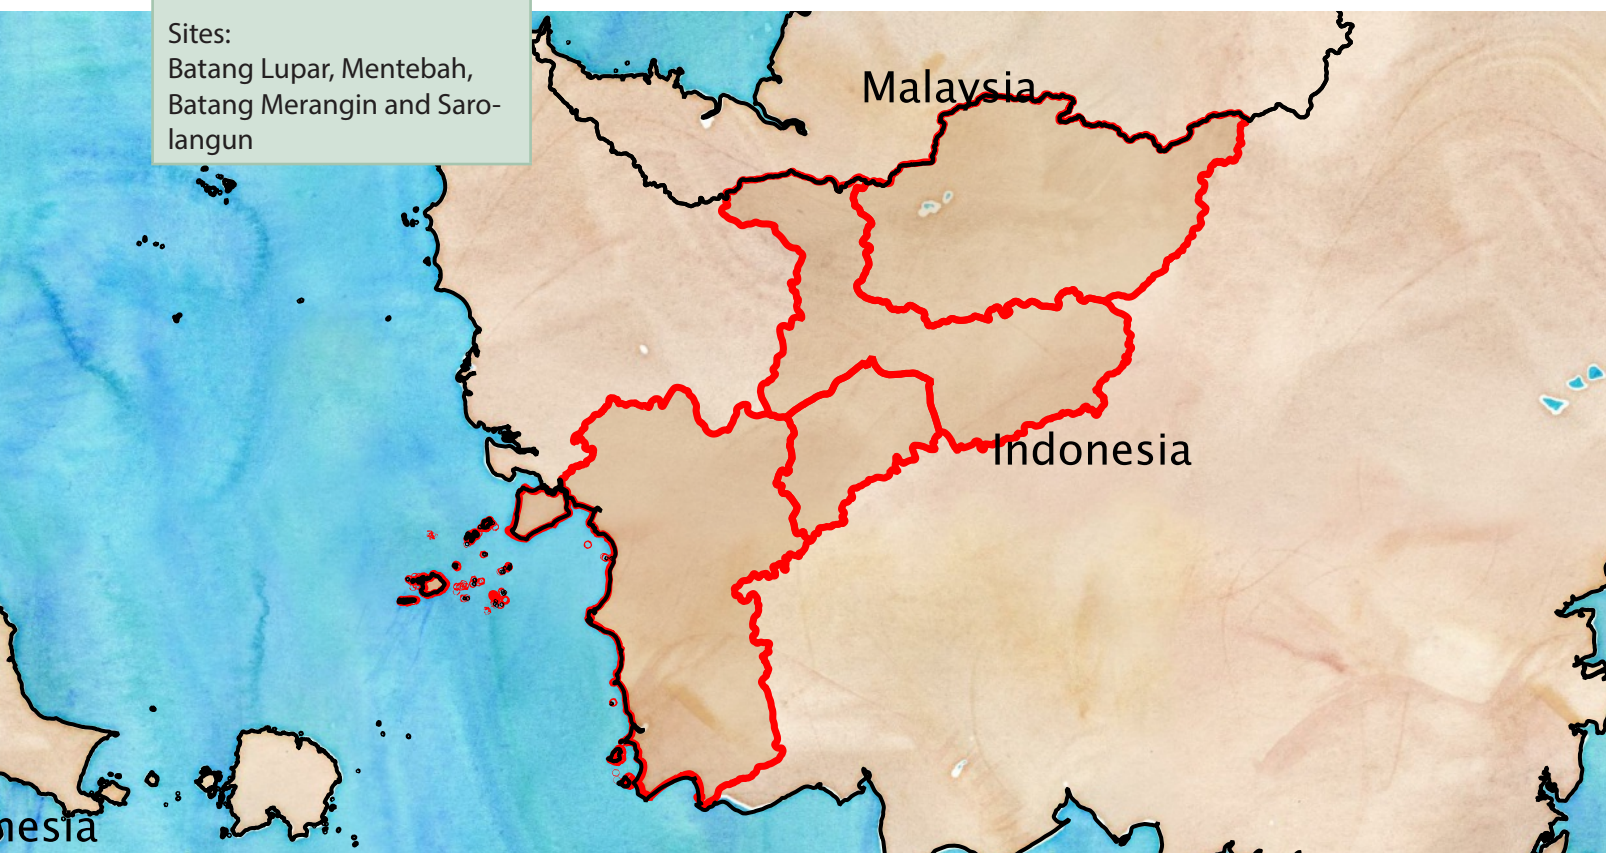 Sites:
Batang Lupar, Mentebah,
Batang Merangin and Saro-
langun
Malaysia
Indonesia
nesia